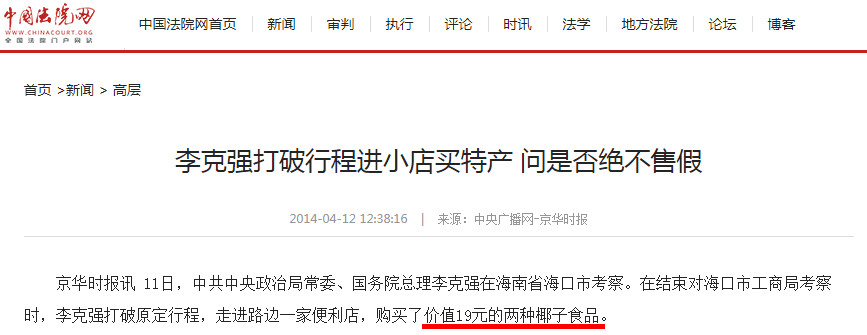 中国法院网
WWW.CHINACOURT.ORG
全国法院门户网站
中国法院网首页 新闻 审判 执行 评论 时讯 法学 地方法院 论坛 博客
首页 >新闻 > 高层
李克强打破行程进小店买特产 问是否绝不售假
2014-04-12 12:38:16 | 来源：中央广播网-京华时报
京华时报讯 11日，中共中央政治局常委、国务院总理李克强在海南省海口市考察。在结束对海口市工商局考察
时，李克强打破原定行程，走进路边一家便利店，购买了价值19元的两种椰子食品。